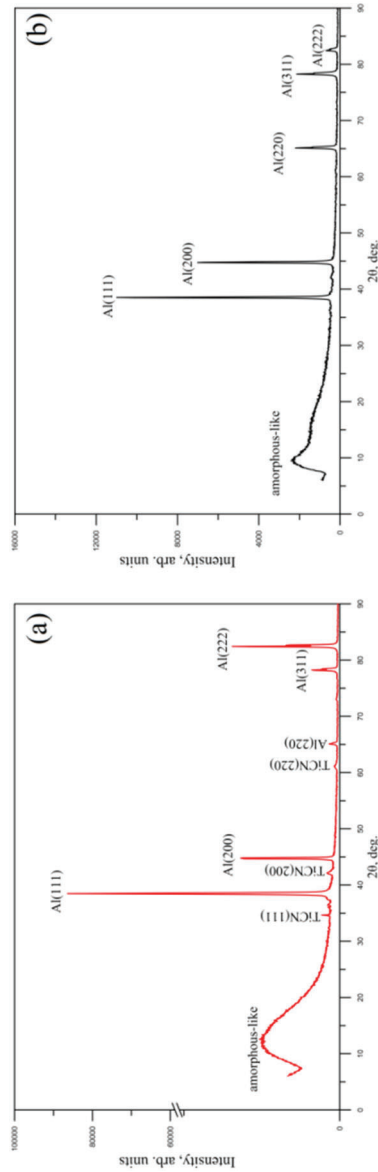 (a)
100000
60000
0
Intensity, arb. units
amorphous-like
TiCN(111)
Al(111)
TiCN(200)
Al(200)
TiCN(220)
Al(220)
Al(311)
Al(222)
0 10 20 30 40 50 60 70 80 90
2θ, deg.
(b)
16000
12000
8000
4000
0
Intensity, arb. units
amorphous-like
Al(111)
Al(200)
Al(220)
Al(311)
Al(222)
0 10 20 30 40 50 60 70 80 90
2θ, deg.